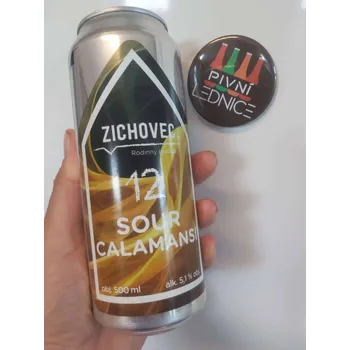 ZICHOVEC
Rodinný
12
SOUR
CALAMANSI
obj. 500 ml
alk. 5,1 % obj.
PIVNÍ
LEDNICE